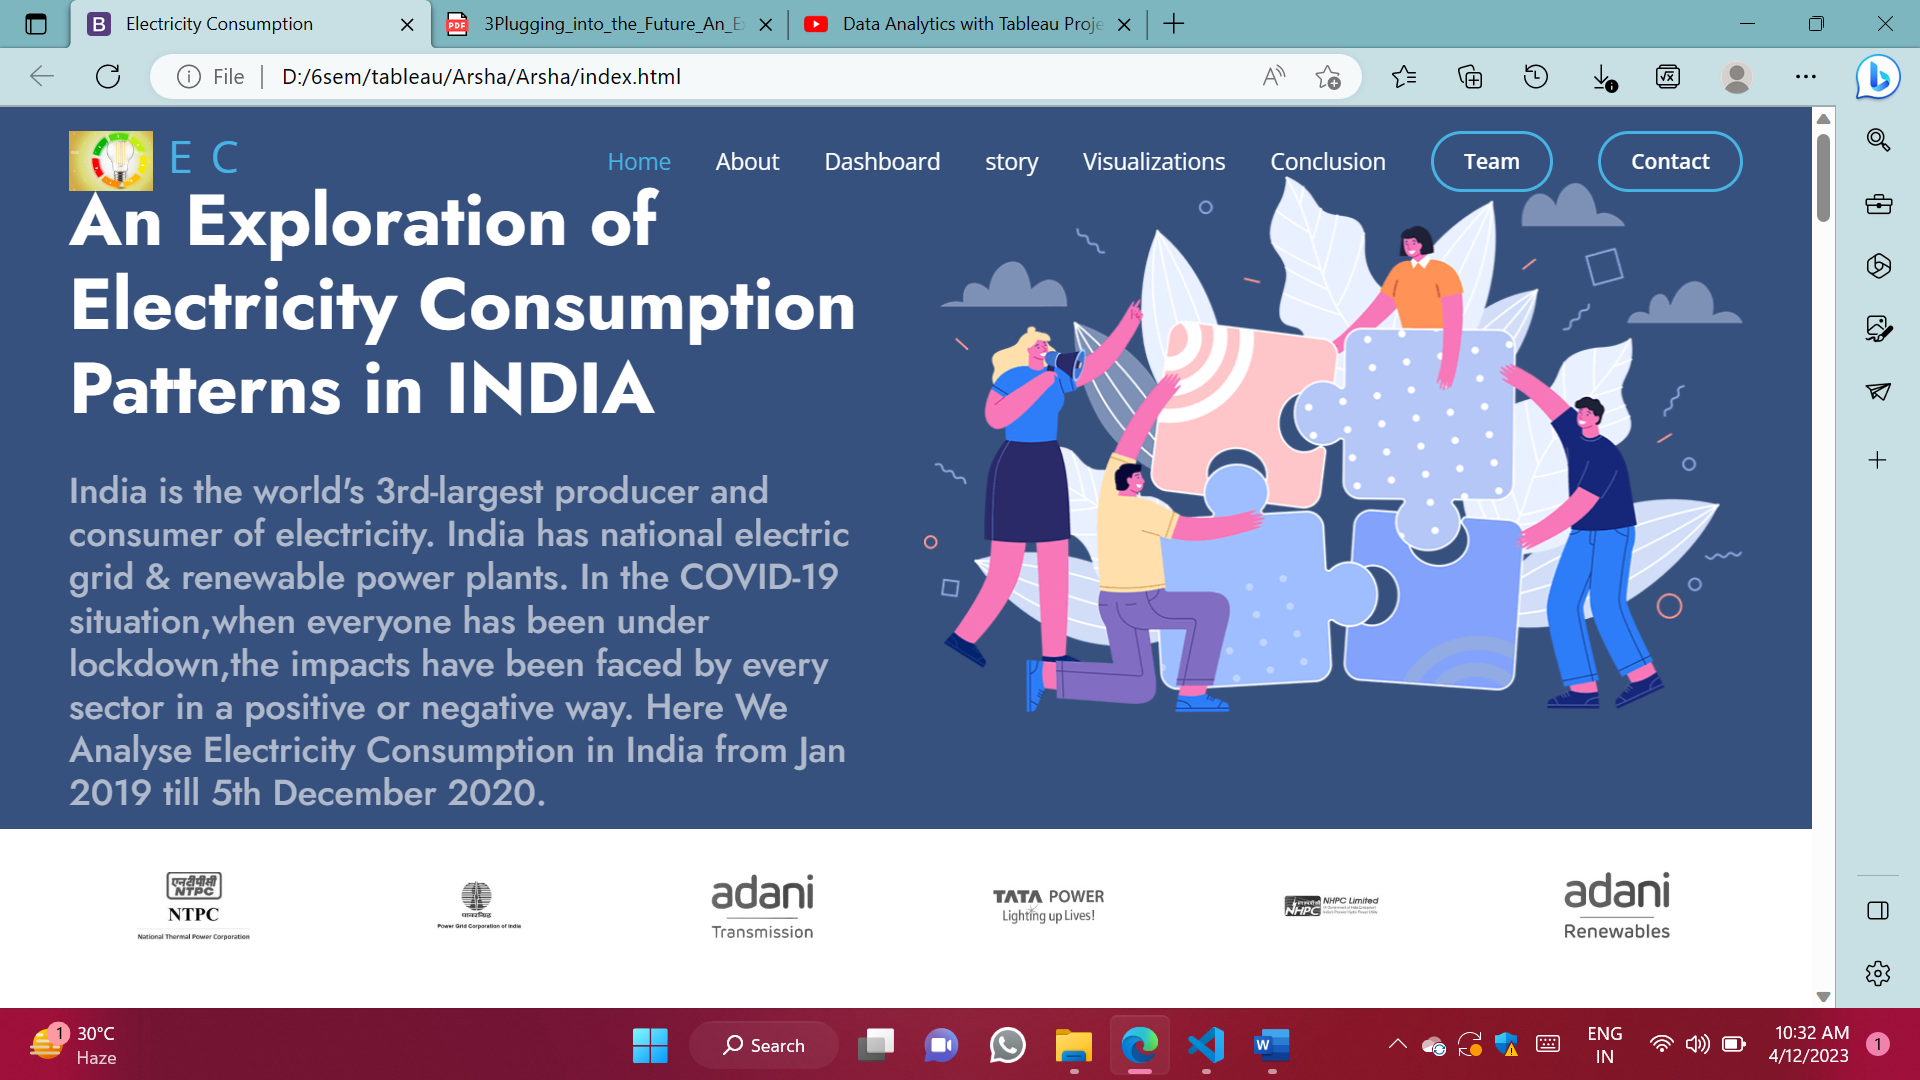 Electricity Consumption
3Plugging_into_the_Future_An_E
Data Analytics with Tableau Proje
File
D:/6sem/tableau/Arsha/Arsha/index.html
E C
Home
About
Dashboard
story
Visualizations
Conclusion
Team
Contact
An Exploration of
Electricity Consumption
Patterns in INDIA
India is the world's 3rd-largest producer and
consumer of electricity. India has national electric
grid & renewable power plants. In the COVID-19
situation,when everyone has been under
lockdown,the impacts have been faced by every
sector in a positive or negative way. Here We
Analyse Electricity Consumption in India from Jan
2019 till 5th December 2020.
एनटीपीसी
NTPC
NTPC
National Thermal Power Corporation
Power Grid Corporation of India
adani
Transmission
TATA POWER
Lighting up Lives!
NHPC
NHPC Limited
adani
Renewables
1
30°C
Haze
Search
ENG
IN
10:32 AM
4/12/2023
1